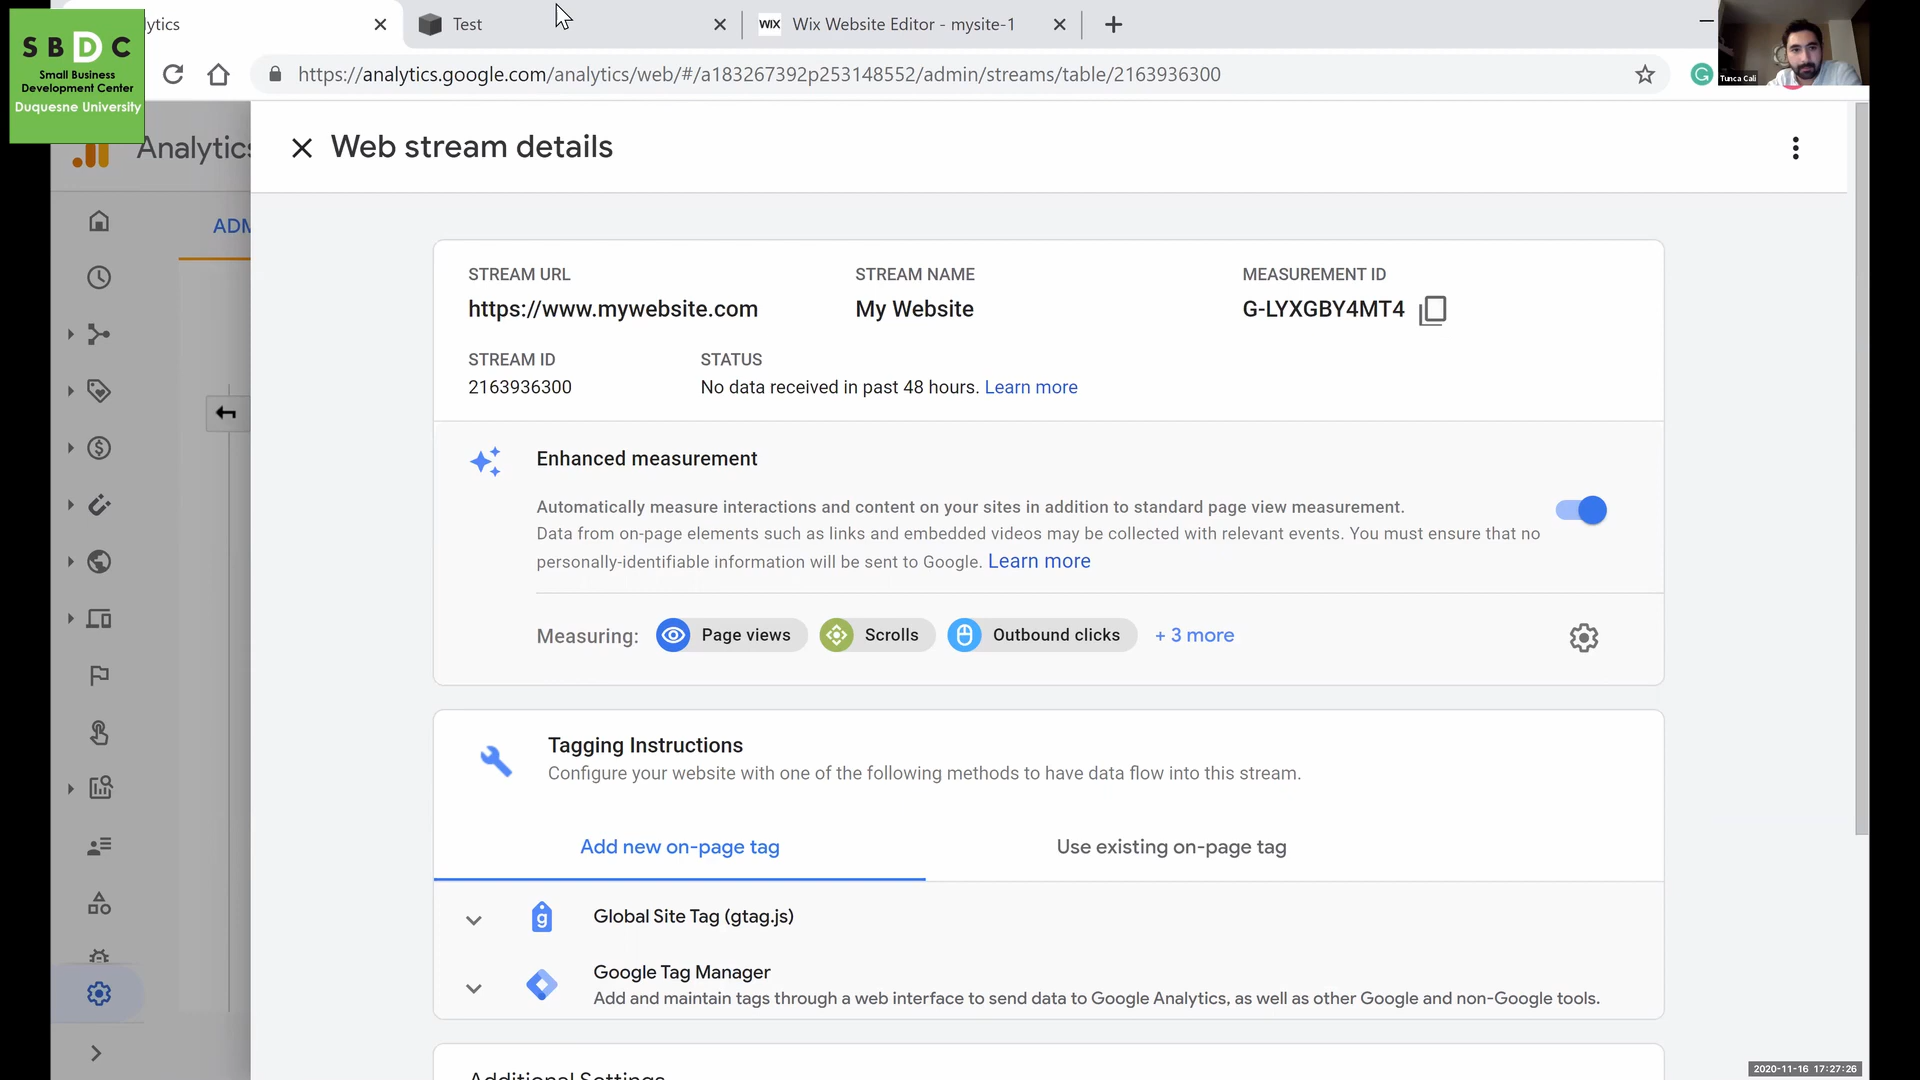 lytics
Test
WIX
Wix Website Editor - mysite-1
SBDC
Small Business
Development Center
Duquesne University
https://analytics.google.com/analytics/web/#/a183267392p253148552/admin/streams/table/2163936300
G
Tunca Cali
Analytics
ADM
Web stream details
STREAM URL
STREAM NAME
MEASUREMENT ID
https://www.mywebsite.com
My Website
G-LYXGBY4MT4
STREAM ID
STATUS
2163936300
No data received in past 48 hours. Learn more
Enhanced measurement
Automatically measure interactions and content on your sites in addition to standard page view measurement.
Data from on-page elements such as links and embedded videos may be collected with relevant events. You must ensure that no
personally-identifiable information will be sent to Google. Learn more
Measuring:
Page views
Scrolls
Outbound clicks
+ 3 more
Tagging Instructions
Configure your website with one of the following methods to have data flow into this stream.
Add new on-page tag
Use existing on-page tag
g
Global Site Tag (gtag.js)
Google Tag Manager
Add and maintain tags through a web interface to send data to Google Analytics, as well as other Google and non-Google tools.
Additional Settings
2020-11-16 17:27:26